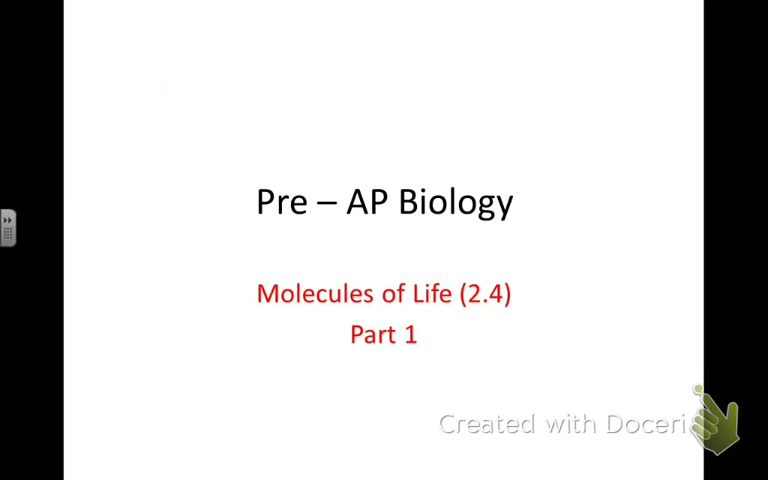 Pre – AP Biology
Molecules of Life (2.4)
Part 1
Created with Doceri